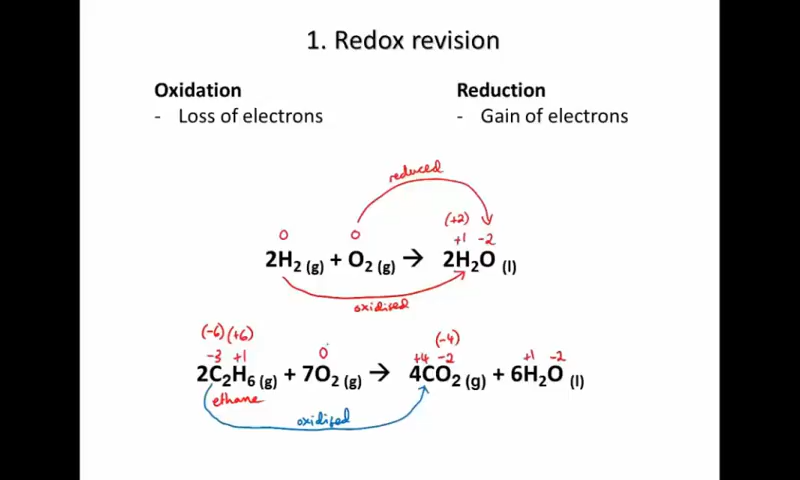 1. Redox revision
Oxidation
- Loss of electrons
Reduction
- Gain of electrons
reduced
(+2)
0 0 +1 -2
2H₂ (g) + O₂ (g) → 2H₂O (l)
oxidised
(-6) (+6) (-4)
-3 +1 0 +4 -2 +1 -2
2C₂H₆ (g) + 7O₂ (g) → 4CO₂ (g) + 6H₂O (l)
ethane
oxidised